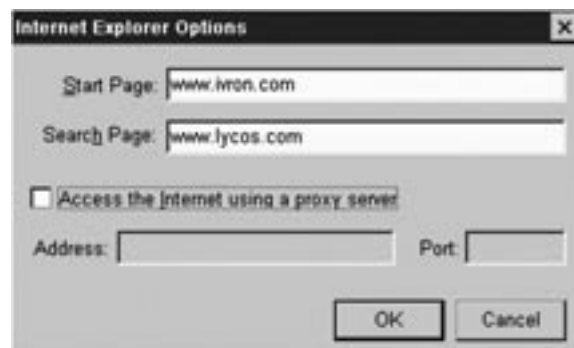 Internet Explorer Options
Start Page: www.ivron.com
Search Page: www.lycos.com
Access the Internet using a proxy server
Address: Port:
OK Cancel